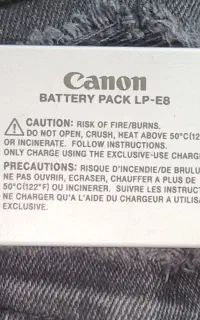 Canon
BATTERY PACK LP-E8
CAUTION: RISK OF FIRE/BURNS.
DO NOT OPEN, CRUSH, HEAT ABOVE 50°C(12
OR INCINERATE. FOLLOW INSTRUCTIONS.
ONLY CHARGE USING THE EXCLUSIVE-USE CHARG
PRECAUTIONS: RISQUE D'INCENDIE/DE BRULU
NE PAS OUVRIR, ECRASER, CHAUFFER A PLUS DE
50°C(122°F) OU INCINERER. SUIVRE LES INSTRUCT
NE CHARGER QU'A L'AIDE DU CHARGEUR A UTILISA
EXCLUSIVE.